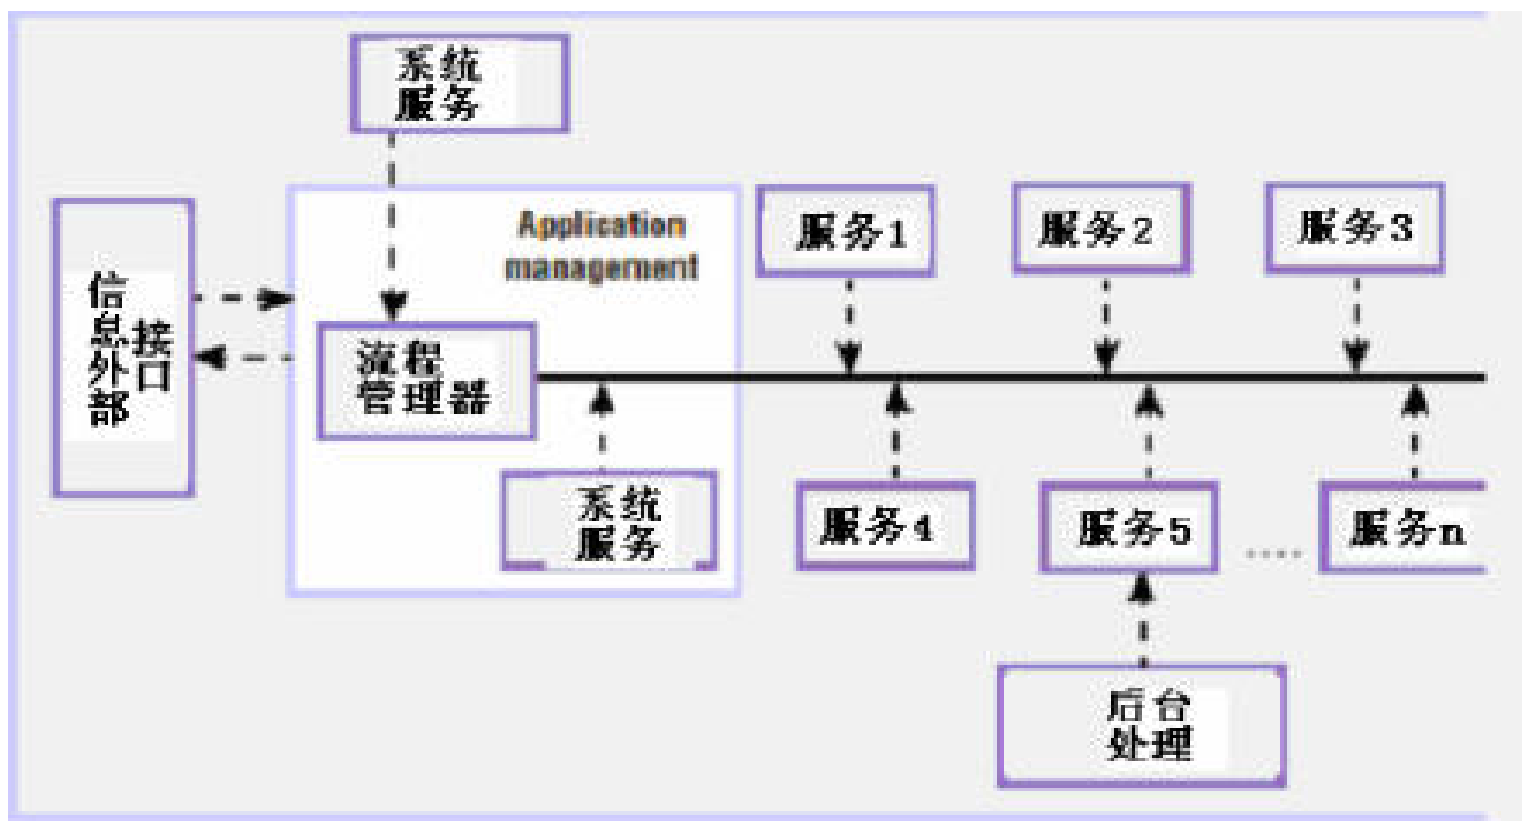 系统
服务
Application
management
信息外部
接口
流程
管理器
系统
服务
服务1
服务2
服务3
服务4
服务5
....
服务n
后台
处理